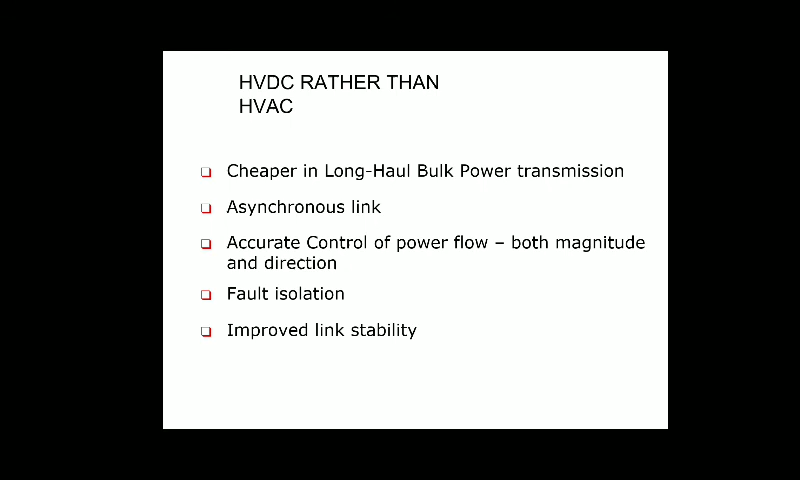 HVDC RATHER THAN
HVAC
Cheaper in Long-Haul Bulk Power transmission
Asynchronous link
Accurate Control of power flow – both magnitude
and direction
Fault isolation
Improved link stability